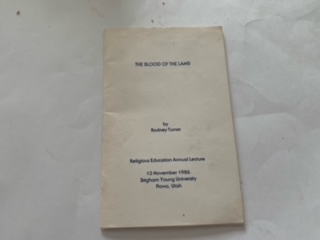 THE BLOOD OF THE LAMB
by
Rodney Turner
Religious Education Annual Lecture
13 November 1986
Brigham Young University
Provo, Utah